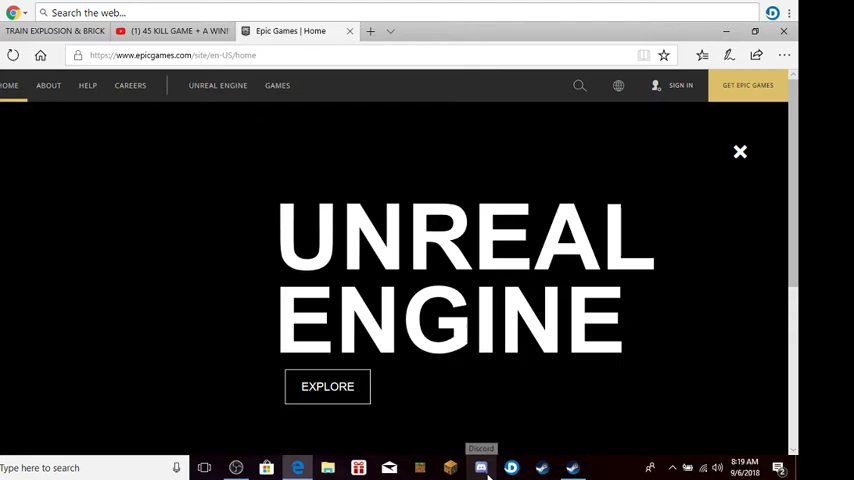 Search the web...
TRAIN EXPLOSION & BRICK
(1) 45 KILL GAME + A WIN!
Epic Games | Home
https://www.epicgames.com/site/en-US/home
HOME
ABOUT
HELP
CAREERS
UNREAL ENGINE
GAMES
SIGN IN
GET EPIC GAMES
UNREAL
ENGINE
EXPLORE
Discord
Type here to search
8:19 AM
9/6/2018
2